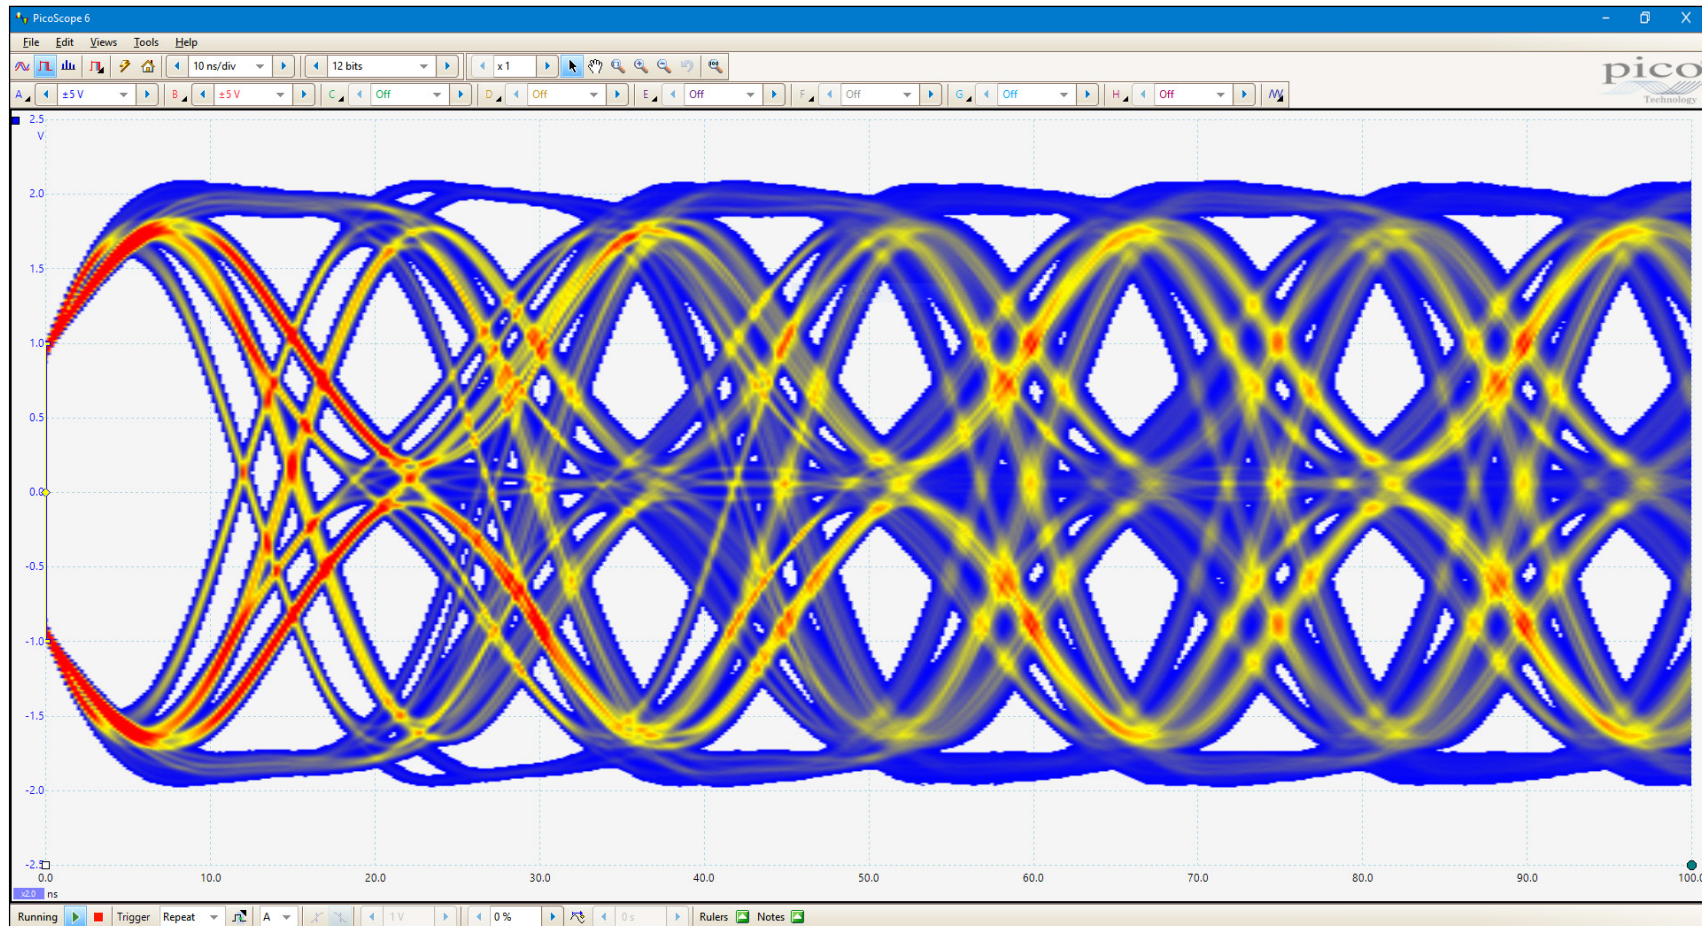 PicoScope 6
File Edit Views Tools Help
10 ns/div 12 bits x 1
pico
Technology
A ±5 V B ±5 V C Off D Off E Off F Off G Off H Off
2.5
V
2.0
1.5
1.0
0.5
0.0
-0.5
-1.0
-1.5
-2.0
-2.5
0.0 10.0 20.0 30.0 40.0 50.0 60.0 70.0 80.0 90.0 100.0
x2.0 ns
Running Trigger Repeat A 1 V 0 % 0 s Rulers Notes